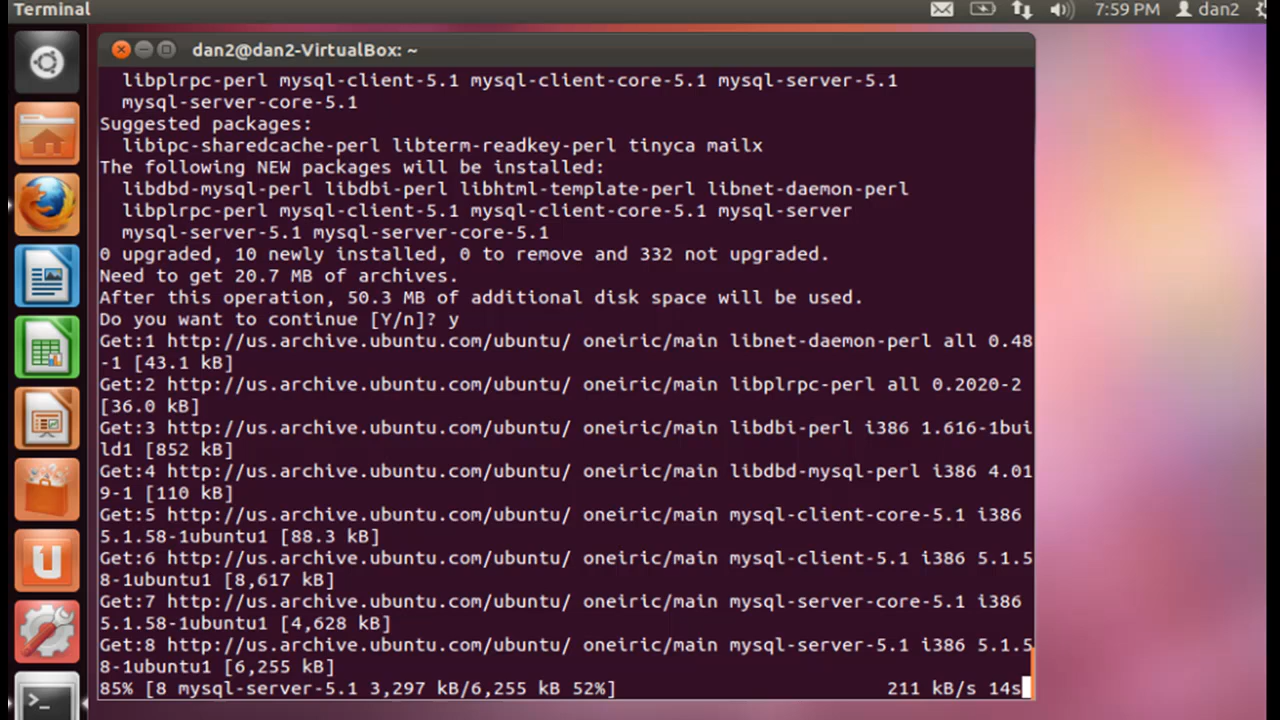 Terminal
7:59 PM dan2
dan2@dan2-VirtualBox: ~
libplrpc-perl mysql-client-5.1 mysql-client-core-5.1 mysql-server-5.1
mysql-server-core-5.1
Suggested packages:
libipc-sharedcache-perl libterm-readkey-perl tinyca mailx
The following NEW packages will be installed:
libdbd-mysql-perl libdbi-perl libhtml-template-perl libnet-daemon-perl
libplrpc-perl mysql-client-5.1 mysql-client-core-5.1 mysql-server
mysql-server-5.1 mysql-server-core-5.1
0 upgraded, 10 newly installed, 0 to remove and 332 not upgraded.
Need to get 20.7 MB of archives.
After this operation, 50.3 MB of additional disk space will be used.
Do you want to continue [Y/n]? y
Get:1 http://us.archive.ubuntu.com/ubuntu/ oneiric/main libnet-daemon-perl all 0.48
-1 [43.1 kB]
Get:2 http://us.archive.ubuntu.com/ubuntu/ oneiric/main libplrpc-perl all 0.2020-2
[36.0 kB]
Get:3 http://us.archive.ubuntu.com/ubuntu/ oneiric/main libdbi-perl i386 1.616-1bui
ld1 [852 kB]
Get:4 http://us.archive.ubuntu.com/ubuntu/ oneiric/main libdbd-mysql-perl i386 4.01
9-1 [110 kB]
Get:5 http://us.archive.ubuntu.com/ubuntu/ oneiric/main mysql-client-core-5.1 i386
5.1.58-1ubuntu1 [88.3 kB]
Get:6 http://us.archive.ubuntu.com/ubuntu/ oneiric/main mysql-client-5.1 i386 5.1.5
8-1ubuntu1 [8,617 kB]
Get:7 http://us.archive.ubuntu.com/ubuntu/ oneiric/main mysql-server-core-5.1 i386
5.1.58-1ubuntu1 [4,628 kB]
Get:8 http://us.archive.ubuntu.com/ubuntu/ oneiric/main mysql-server-5.1 i386 5.1.5
8-1ubuntu1 [6,255 kB]
85% [8 mysql-server-5.1 3,297 kB/6,255 kB 52%] 211 kB/s 14s